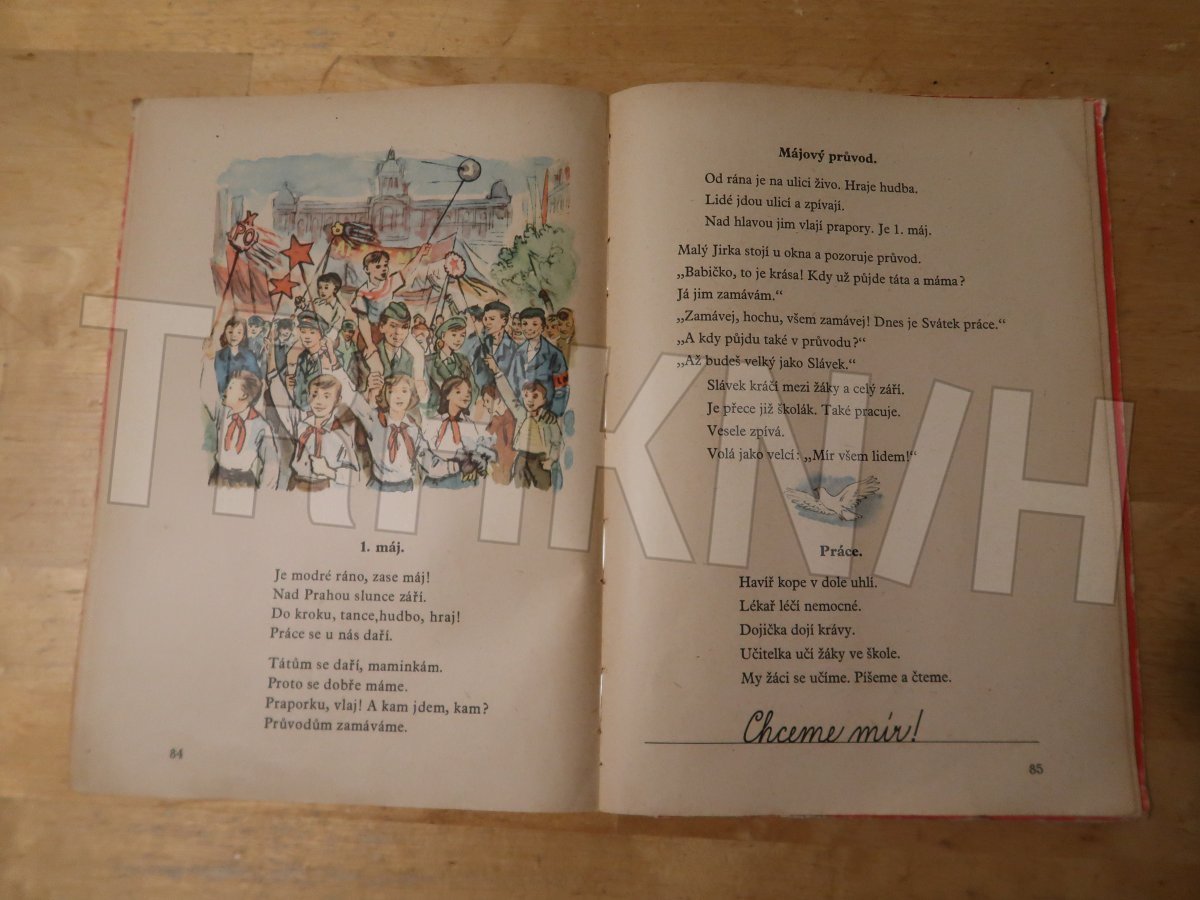 1. máj.
Je modré ráno, zase máj!
Nad Prahou slunce září.
Do kroku, tance,hudbo, hraj!
Práce se u nás daří.
Tátům se daří, maminkám.
Proto se dobře máme.
Praporku, vlaj! A kam jdem, kam?
Průvodům zamáváme.
84
Májový průvod.
Od rána je na ulici živo. Hraje hudba.
Lidé jdou ulicí a zpívají.
Nad hlavou jim vlají prapory. Je 1. máj.
Malý Jirka stojí u okna a pozoruje průvod.
„Babičko, to je krása! Kdy už půjde táta a máma?
Já jim zamávám.“
„Zamávej, hochu, všem zamávej! Dnes je Svátek práce.“
„A kdy půjdu také v průvodu?“
„Až budeš velký jako Slávek.“
Slávek kráčí mezi žáky a celý září.
Je přece již školák. Také pracuje.
Vesele zpívá.
Volá jako velcí: „Mír všem lidem!“
Práce.
Havíř kope v dole uhlí.
Lékař léčí nemocné.
Dojička dojí krávy.
Učitelka učí žáky ve škole.
My žáci se učíme. Píšeme a čteme.
Chceme mír!
85